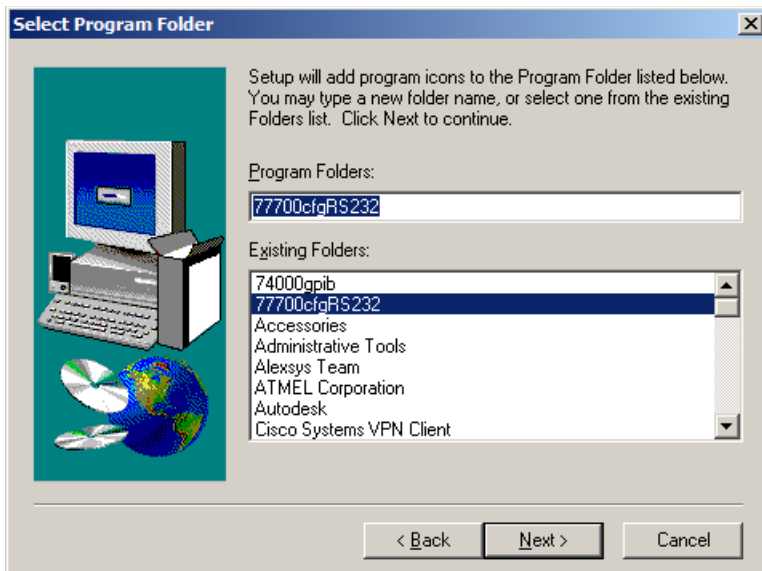 Select Program Folder
Setup will add program icons to the Program Folder listed below.
You may type a new folder name, or select one from the existing
Folders list. Click Next to continue.
Program Folders:
77700cfgRS232
Existing Folders:
74000gpib
77700cfgRS232
Accessories
Administrative Tools
Alexsys Team
ATMEL Corporation
Autodesk
Cisco Systems VPN Client
< Back
Next >
Cancel